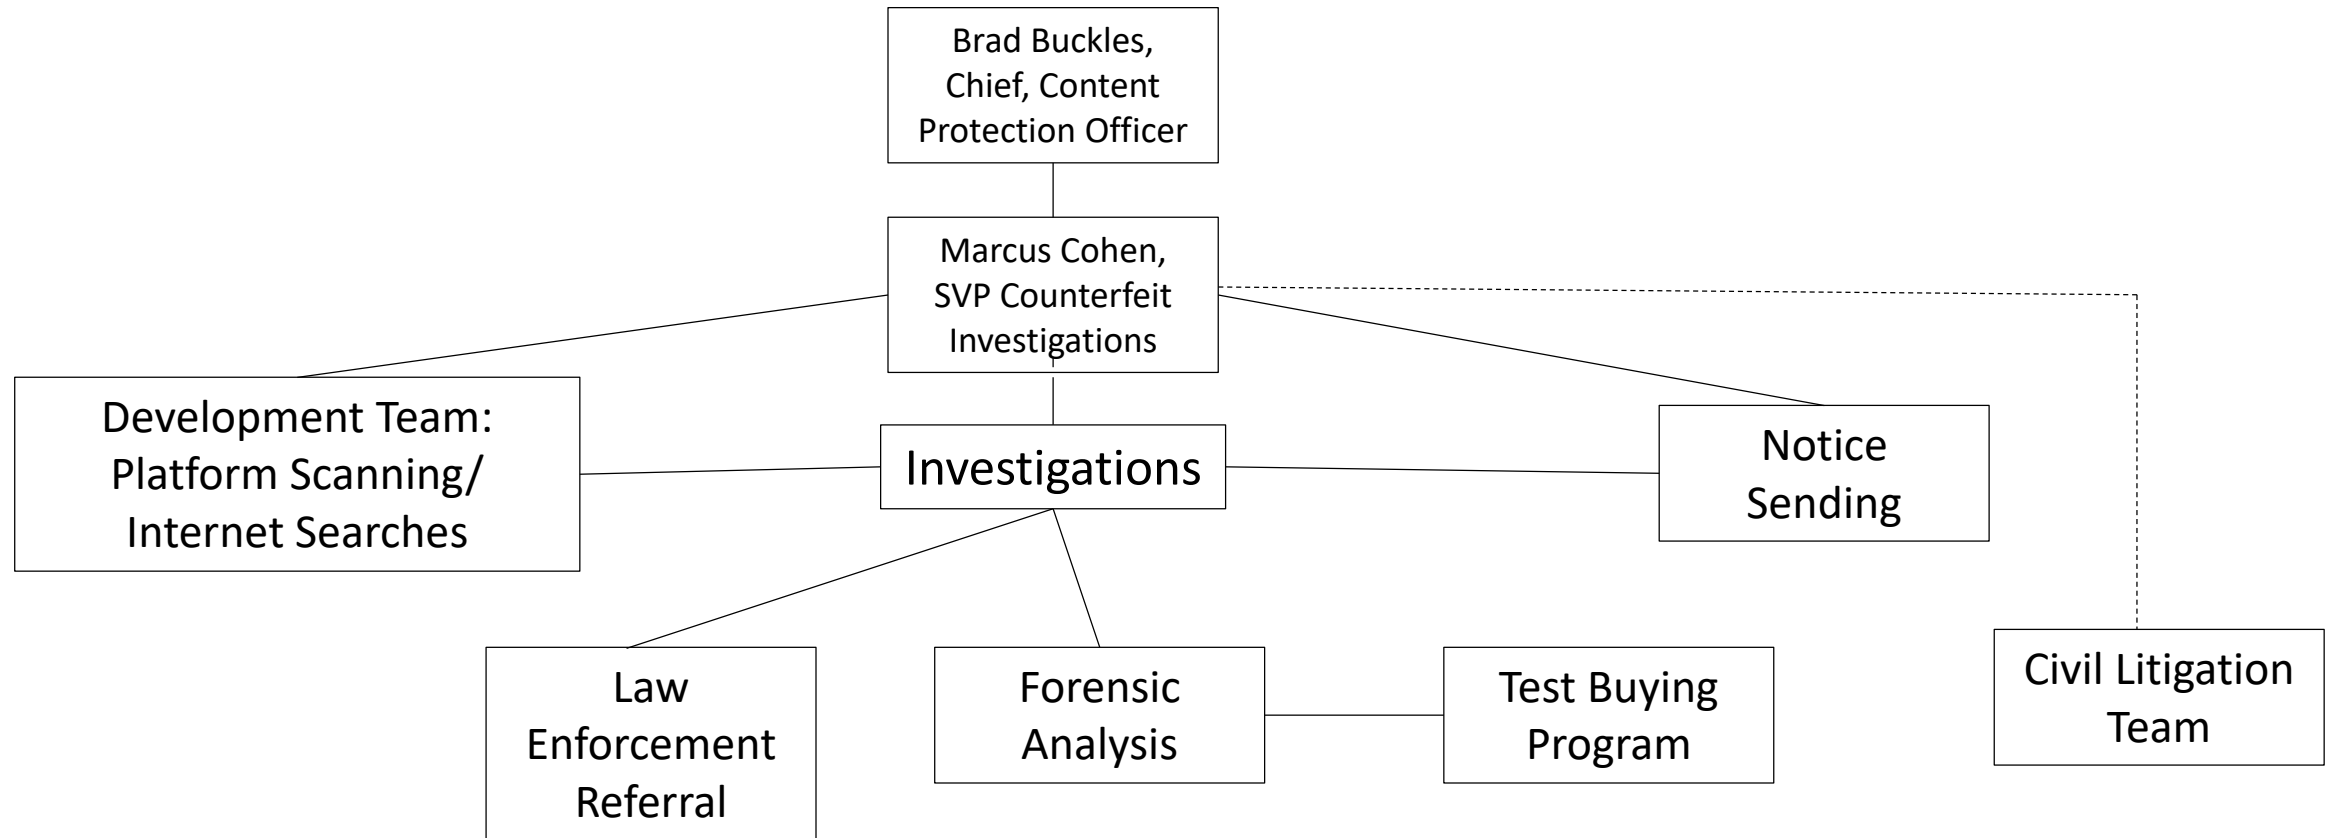 Brad Buckles,
Chief, Content
Protection Officer
Marcus Cohen,
SVP Counterfeit
Investigations
Development Team:
Platform Scanning/
Internet Searches
Investigations
Notice
Sending
Law
Enforcement
Referral
Forensic
Analysis
Test Buying
Program
Civil Litigation
Team